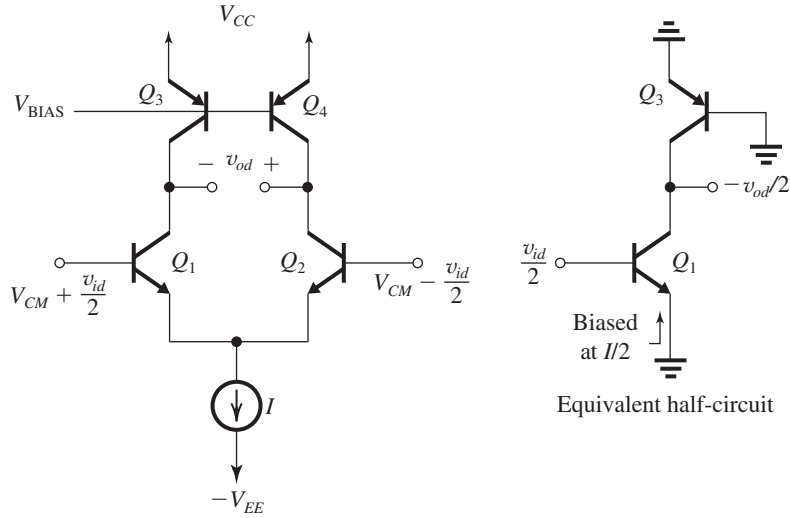 V_CC
Q_3
Q_4
V_BIAS
− v_od +
Q_1
Q_2
V_CM + v_id/2
V_CM − v_id/2
I
−V_EE
Q_3
−v_od/2
v_id/2
Q_1
Biased
at I/2
Equivalent half-circuit